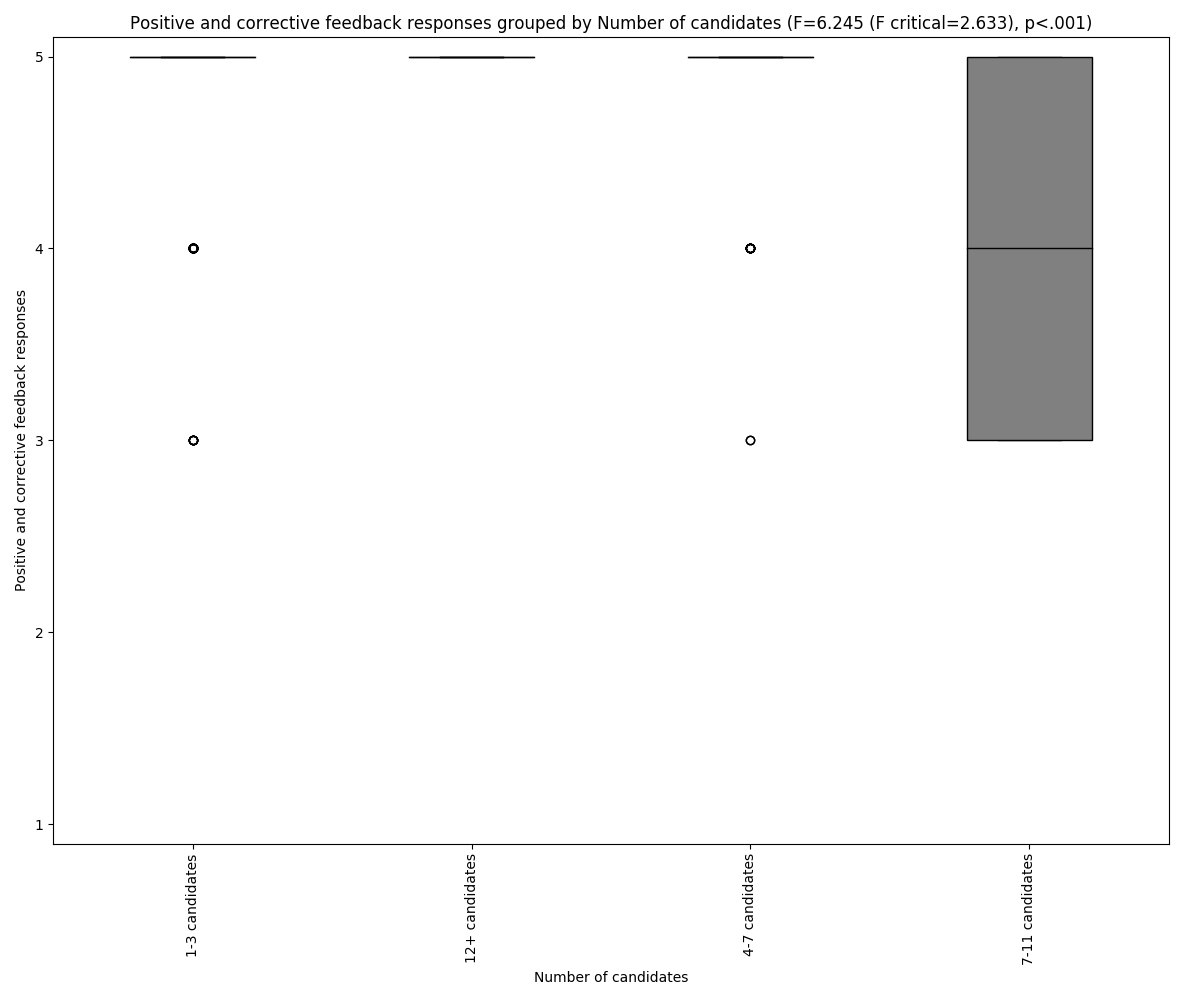 Positive and corrective feedback responses grouped by Number of candidates (F=6.245 (F critical=2.633), p<.001)
Positive and corrective feedback responses
5
4
3
2
1
1-3 candidates
12+ candidates
4-7 candidates
7-11 candidates
Number of candidates